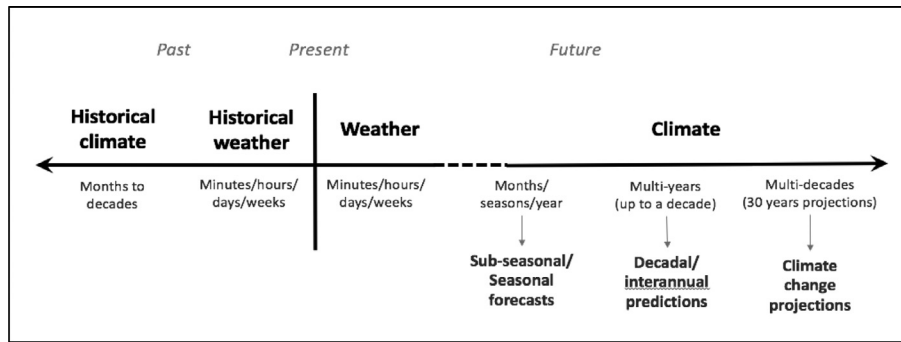 Past Present Future
Historical climate
Historical weather
Weather
Climate
Months to
decades
Minutes/hours/
days/weeks
Minutes/hours/
days/weeks
Months/
seasons/year
Multi-years
(up to a decade)
Multi-decades
(30 years projections)
Sub-seasonal/
Seasonal
forecasts
Decadal/
interannual
predictions
Climate
change
projections